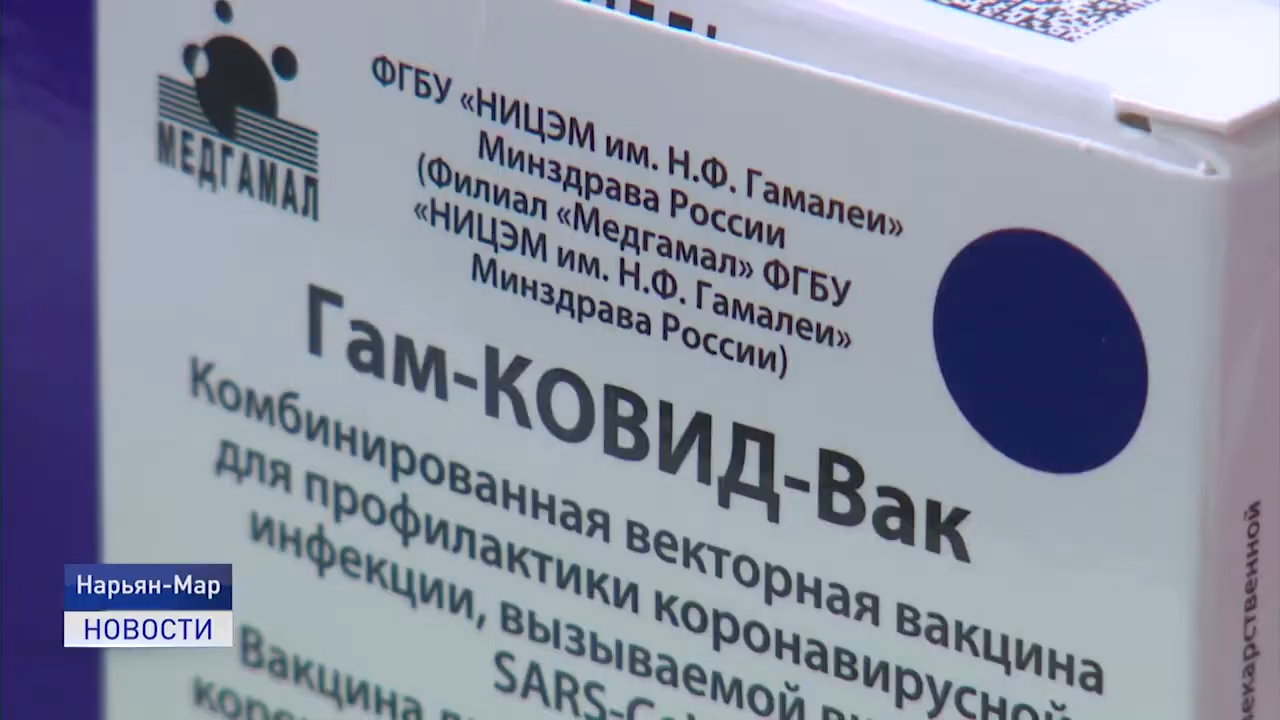 МЕДГАМАЛ
ФГБУ «НИЦЭМ им. Н.Ф. Гамалеи»
Минздрава России
(Филиал «Медгамал» ФГБУ
«НИЦЭМ им. Н.Ф. Гамалеи»
Минздрава России)
Гам-КОВИД-Вак
Комбинированная векторная вакцина
для профилактики коронавирусной
инфекции, вызываемой
Вакцина
Нарьян-Мар
НОВОСТИ